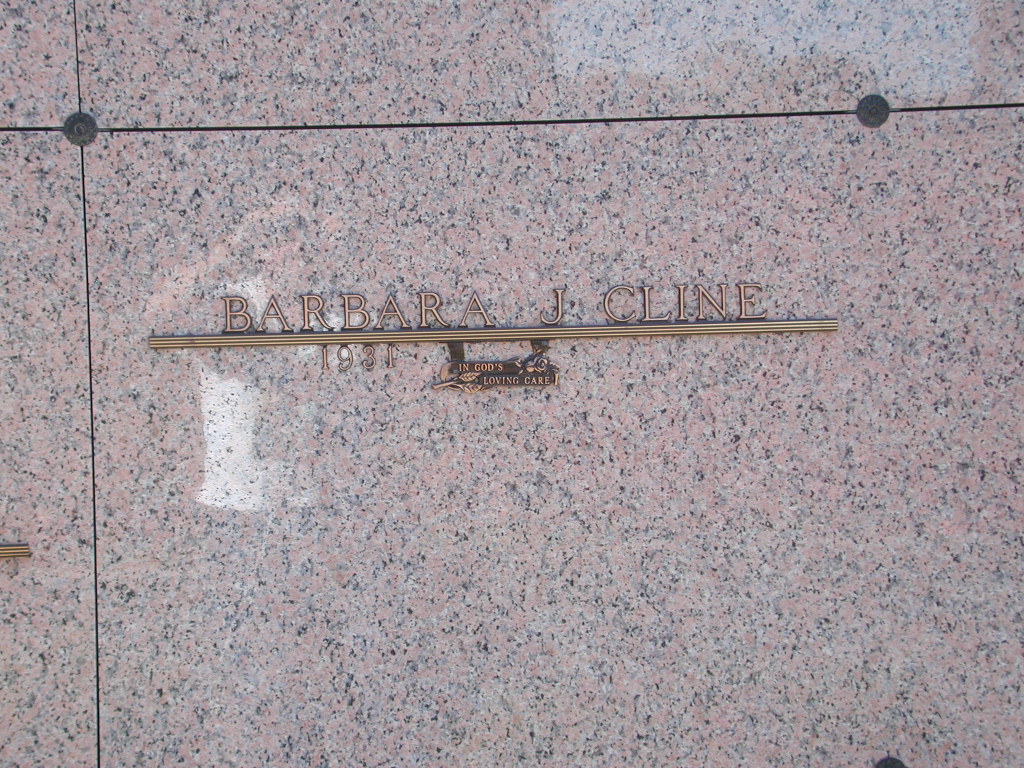 BARBARA J CLINE
1931
IN GOD'S
LOVING CARE